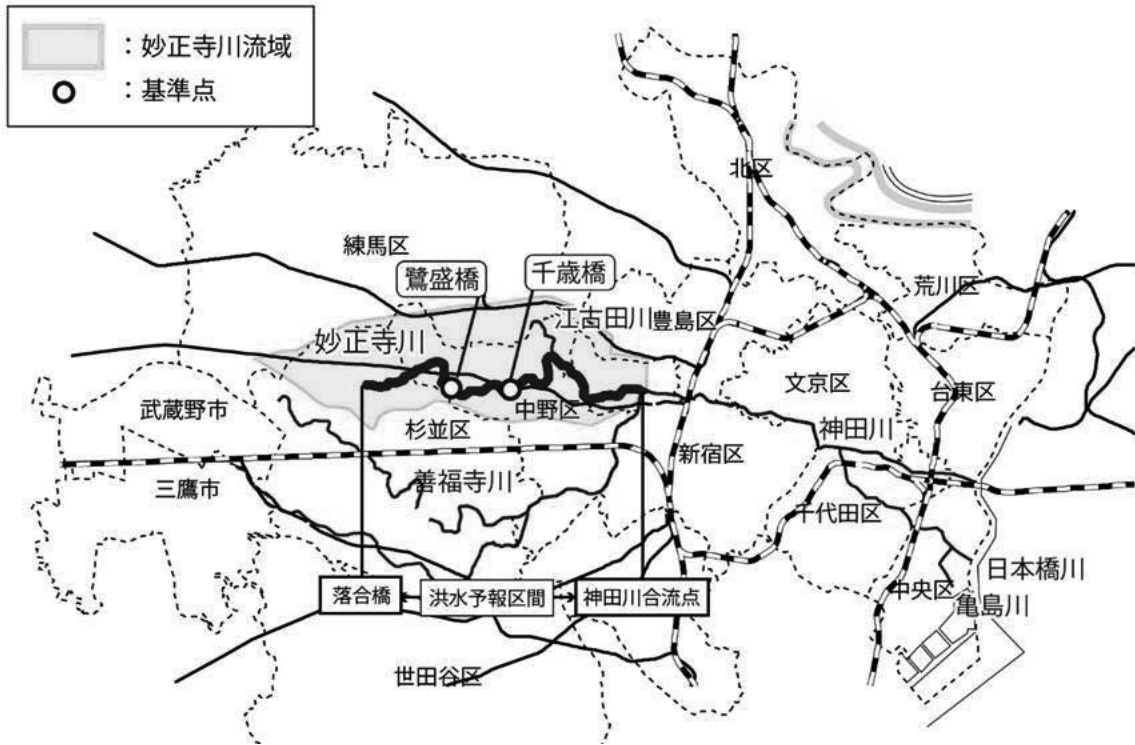 ：妙正寺川流域
：基準点
北区
練馬区
鷺盛橋
千歳橋
荒川区
江古田川
豊島区
妙正寺川
文京区
台東区
武蔵野市
中野区
杉並区
神田川
新宿区
三鷹市
善福寺川
千代田区
日本橋川
中央区
亀島川
落合橋
洪水予報区間
神田川合流点
世田谷区